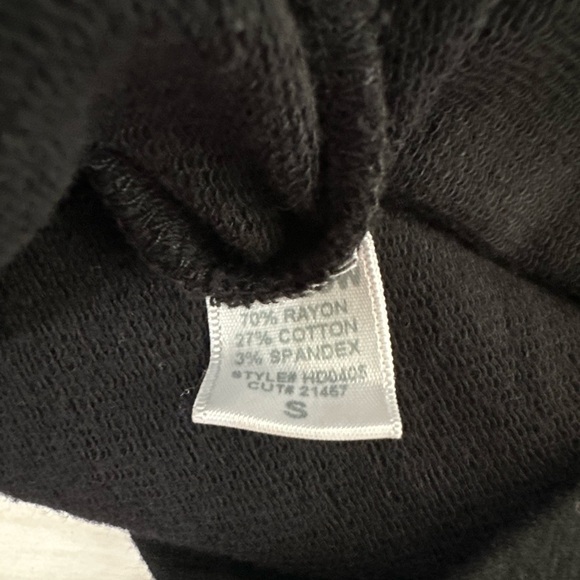 70% RAYON
27% COTTON
3% SPANDEX
STYLE# HD0405
CUT# 21457
S